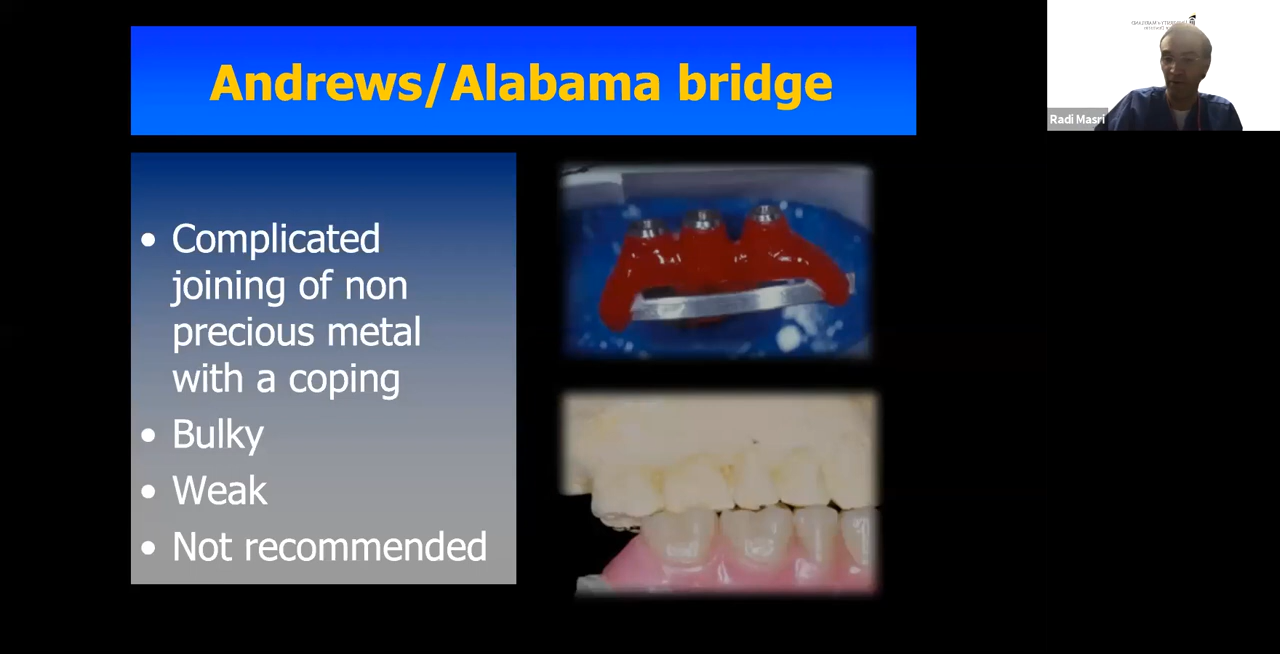 Andrews/Alabama bridge
• Complicated
joining of non
precious metal
with a coping
• Bulky
• Weak
• Not recommended
Radi Masri